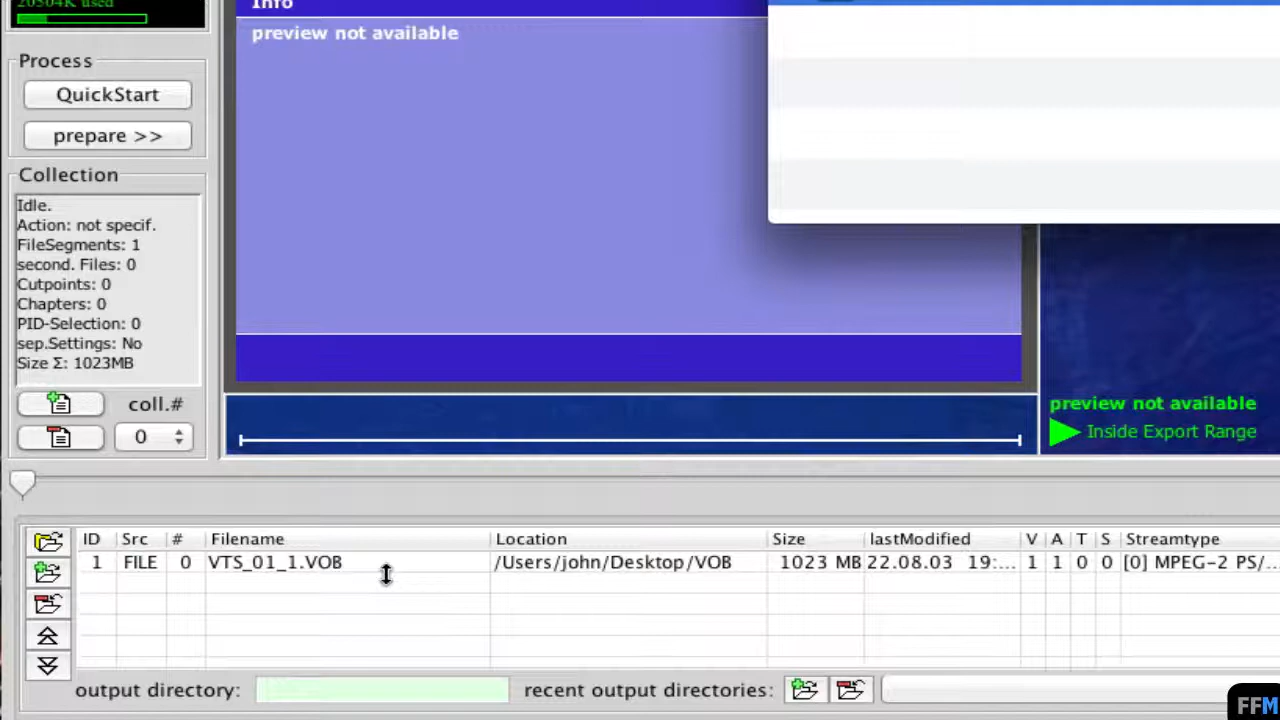 20504K used
Info
preview not available
Process
QuickStart
prepare >>
Collection
Idle.
Action: not specif.
FileSegments: 1
second. Files: 0
Cutpoints: 0
Chapters: 0
PID-Selection: 0
sep.Settings: No
Size Σ: 1023MB
coll.#
0
preview not available
Inside Export Range
ID Src # Filename Location Size lastModified V A T S Streamtype
1 FILE 0 VTS_01_1.VOB /Users/john/Desktop/VOB 1023 MB 22.08.03 19:... 1 1 0 0 [0] MPEG-2 PS/...
output directory: recent output directories:
FFM